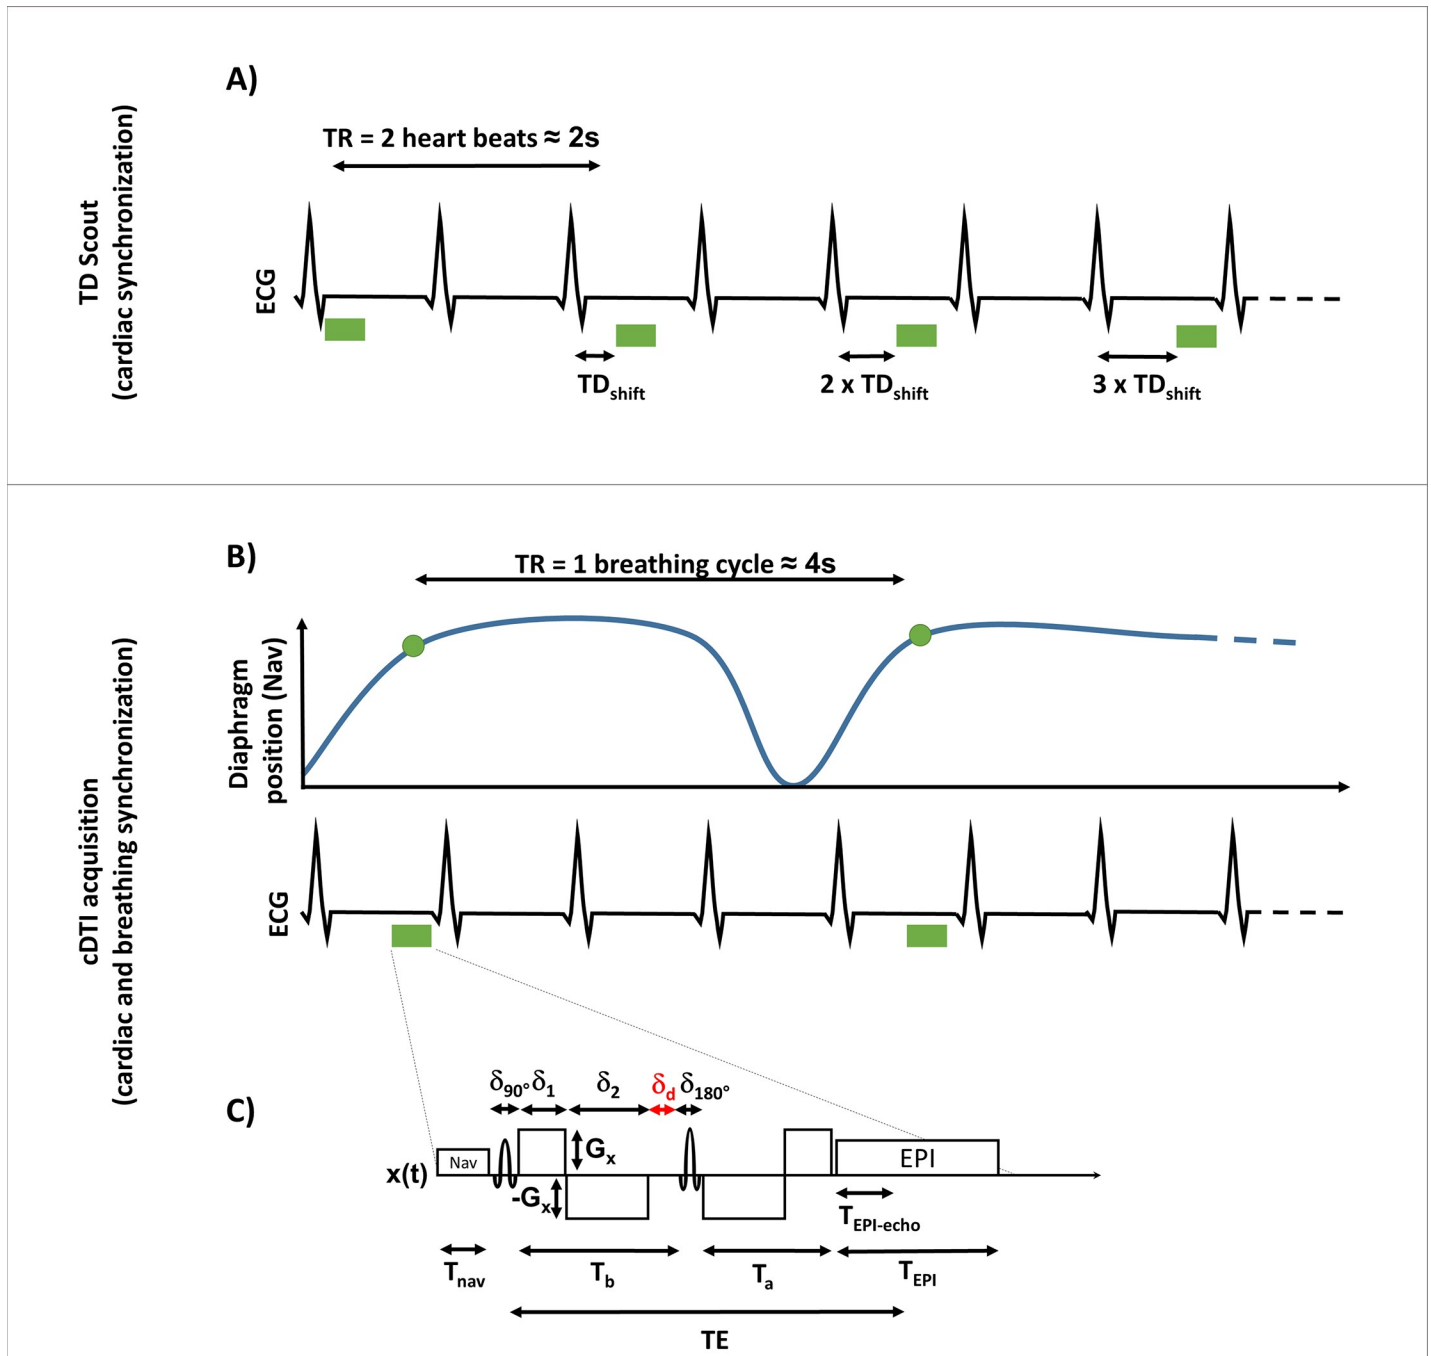 A)
TD Scout
(cardiac synchronization)
TR = 2 heart beats ≈ 2s
ECG
TDshift
2 x TDshift
3 x TDshift
B)
cDTI acquisition
(cardiac and breathing synchronization)
TR = 1 breathing cycle ≈ 4s
Diaphragm
position (Nav)
ECG
C)
δ90° δ1 δ2 δd δ180°
x(t)
Nav
Gx
-Gx
EPI
TEPI-echo
Tnav
Tb
Ta
TEPI
TE